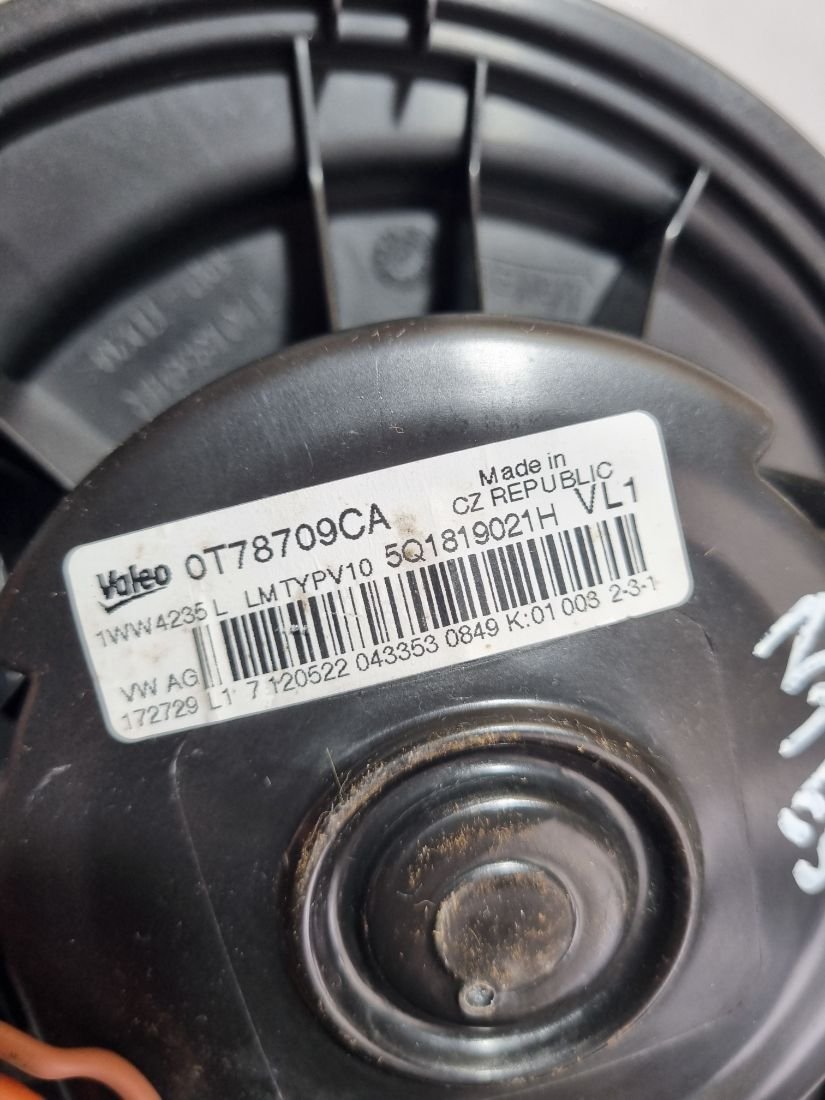 Made in
Valeo 0T78709CA CZ REPUBLIC
1WW4235 L LMTYPV10 5Q1819021H VL1
VW AG
172729 L1 7 120522 043353 0849 K:01 003 2-3-1